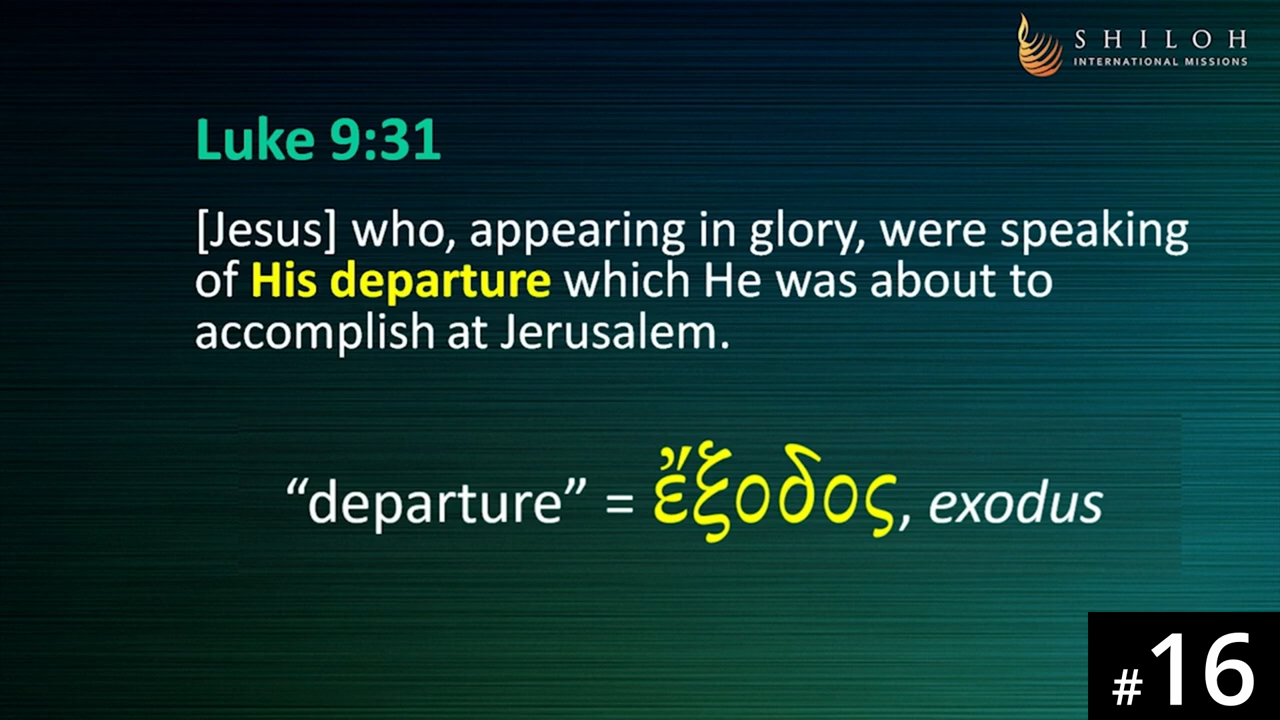 SHILOH
INTERNATIONAL MISSIONS
Luke 9:31
[Jesus] who, appearing in glory, were speaking
of His departure which He was about to
accomplish at Jerusalem.
“departure” = ἔξοδος, exodus
#16